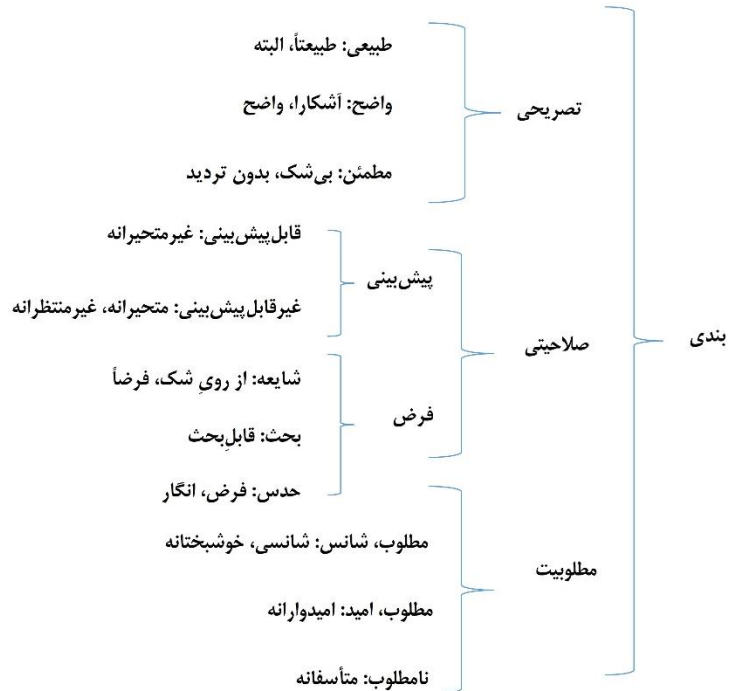 طبیعی: طبیعتاً، البته
تصریحی
واضح: آشکارا، واضح
مطمئن: بی‌شک، بدون تردید
قابل‌پیش‌بینی: غیرمتحیرانه
پیش‌بینی
غیرقابل‌پیش‌بینی: متحیرانه، غیرمنتظرانه
بندی
صلاحیتی
شایعه: از رویِ شک، فرضاً
فرض
بحث: قابلِ‌بحث
حدس: فرض، انگار
مطلوب، شانس: شانسی، خوشبختانه
مطلوبیت
مطلوب، امید: امیدوارانه
نامطلوب: متأسفانه